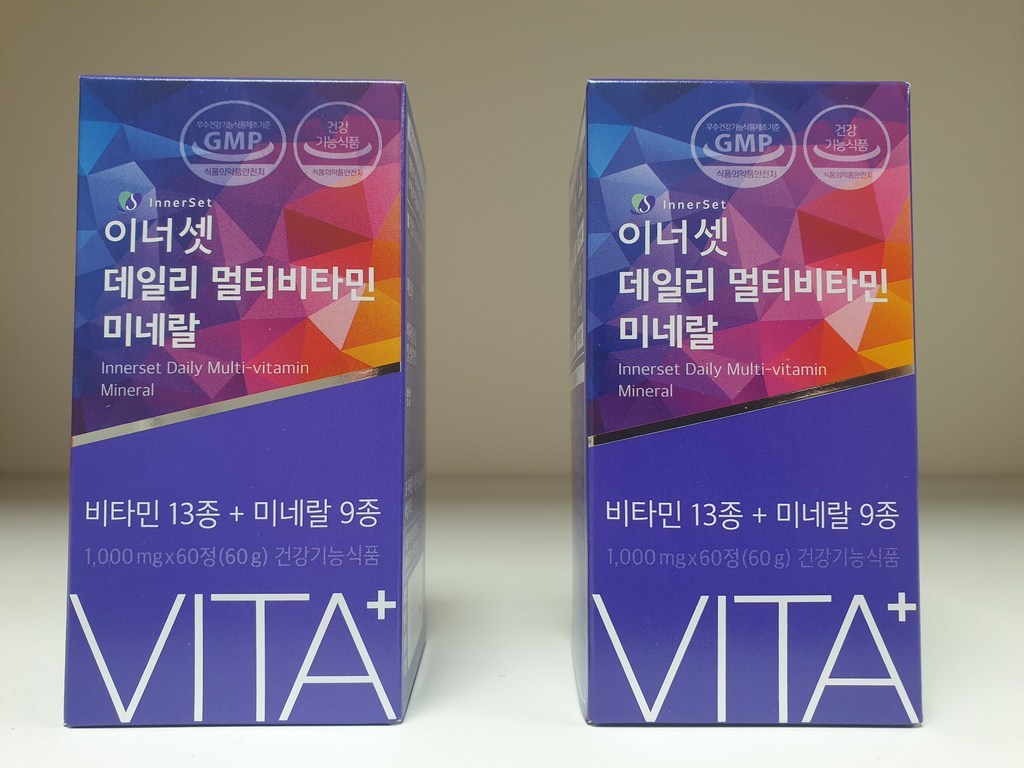 우수건강기능식품제조기준
GMP
식품의약품안전처
건강
기능식품
식품의약품안전처
InnerSet
이너셋
데일리 멀티비타민
미네랄
Innerset Daily Multi-vitamin
Mineral
비타민 13종 + 미네랄 9종
1,000 mg x 60정(60 g) 건강기능식품
VITA+
우수건강기능식품제조기준
GMP
식품의약품안전처
건강
기능식품
식품의약품안전처
InnerSet
이너셋
데일리 멀티비타민
미네랄
Innerset Daily Multi-vitamin
Mineral
비타민 13종 + 미네랄 9종
1,000 mg x 60정(60 g) 건강기능식품
VITA+